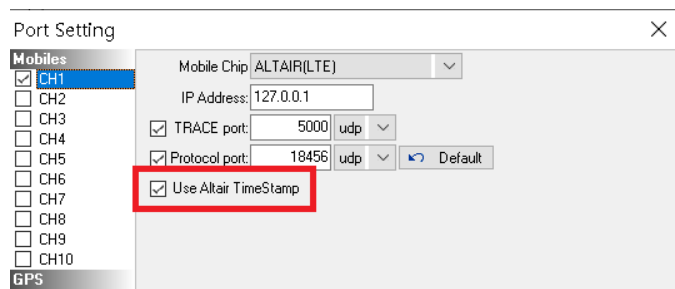 Port Setting
Mobiles
CH1
CH2
CH3
CH4
CH5
CH6
CH7
CH8
CH9
CH10
GPS
Mobile Chip ALTAIR(LTE)
IP Address: 127.0.0.1
TRACE port: 5000 udp
Protocol port: 18456 udp Default
Use Altair TimeStamp